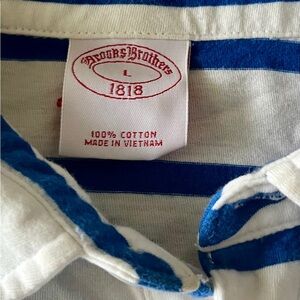 Brooks Brothers
L
1818
100% COTTON
MADE IN VIETNAM